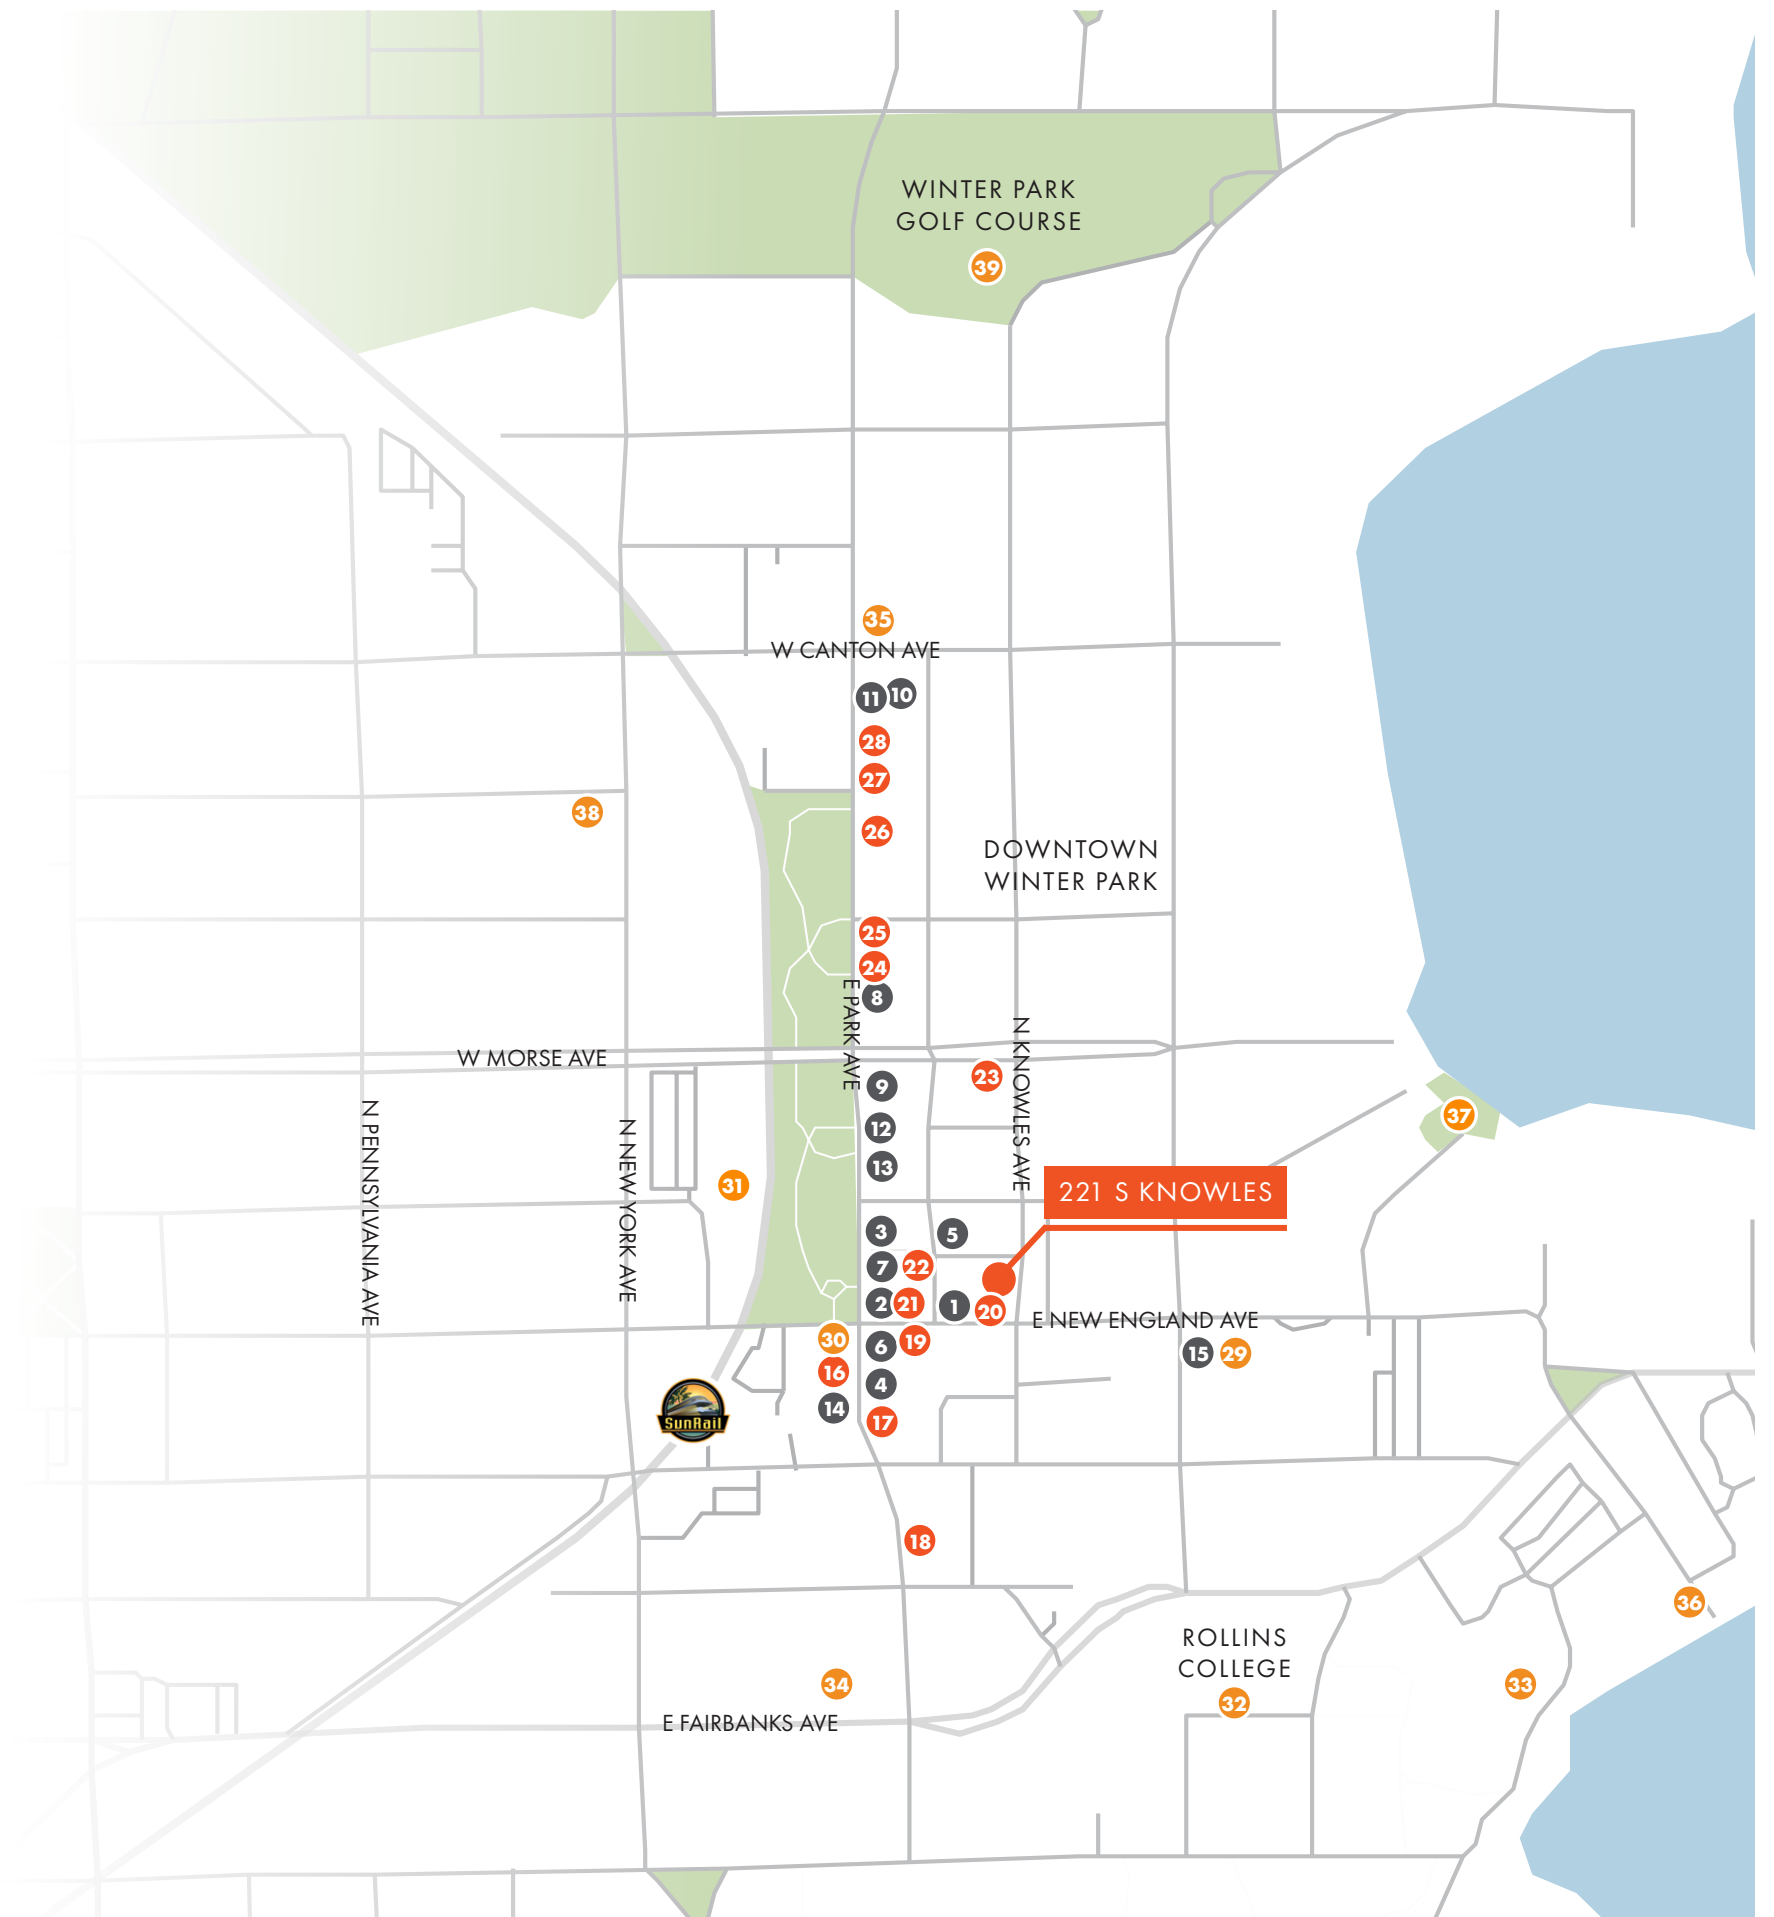 WINTER PARK
GOLF COURSE
39
35
W CANTON AVE
11
10
28
27
38
26
DOWNTOWN
WINTER PARK
25
24
8
E PARK AVE
N KNOWLES AVE
W MORSE AVE
23
9
N PENNSYLVANIA AVE
N NEW YORK AVE
12
37
13
31
221 S KNOWLES
3
5
7
22
2
21
1
20
E NEW ENGLAND AVE
30
6
19
15
29
16
4
14
17
SunRail
18
36
ROLLINS
COLLEGE
34
33
32
E FAIRBANKS AVE